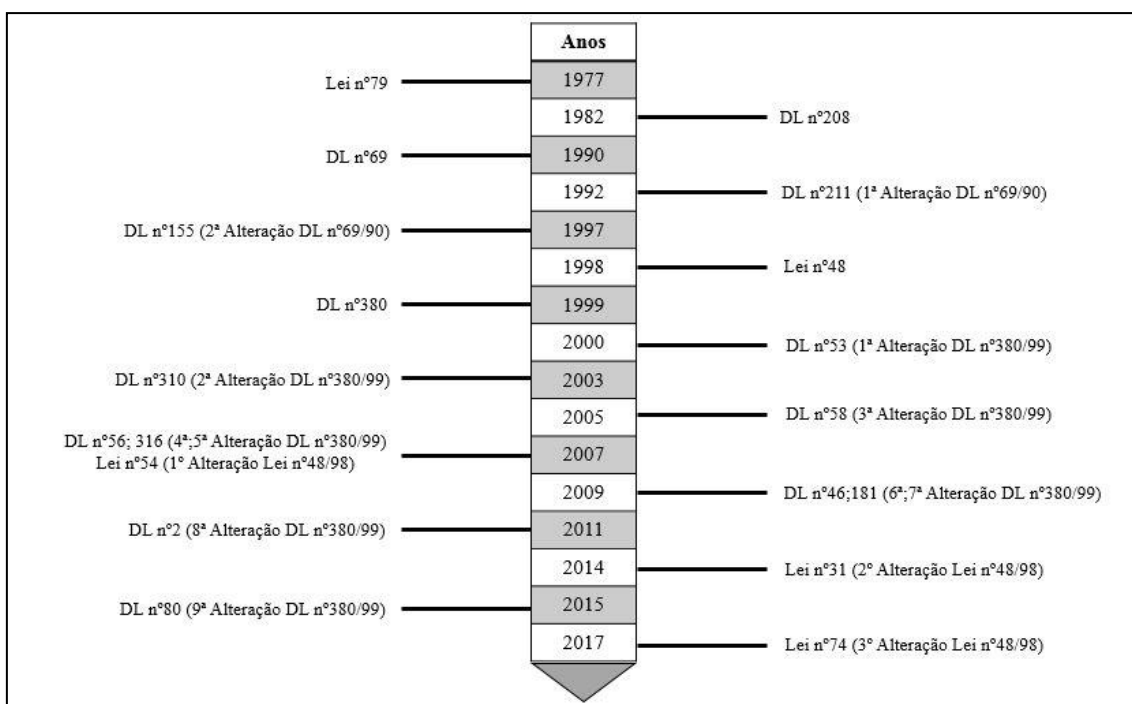 Anos
Lei nº79
1977
1982
DL nº208
DL nº69
1990
1992
DL nº211 (1ª Alteração DL nº69/90)
DL nº155 (2ª Alteração DL nº69/90)
1997
1998
Lei nº48
DL nº380
1999
2000
DL nº53 (1ª Alteração DL nº380/99)
DL nº310 (2ª Alteração DL nº380/99)
2003
2005
DL nº58 (3ª Alteração DL nº380/99)
DL nº56; 316 (4ª;5ª Alteração DL nº380/99)
Lei nº54 (1º Alteração Lei nº48/98)
2007
2009
DL nº46;181 (6ª;7ª Alteração DL nº380/99)
DL nº2 (8ª Alteração DL nº380/99)
2011
2014
Lei nº31 (2º Alteração Lei nº48/98)
DL nº80 (9ª Alteração DL nº380/99)
2015
2017
Lei nº74 (3º Alteração Lei nº48/98)